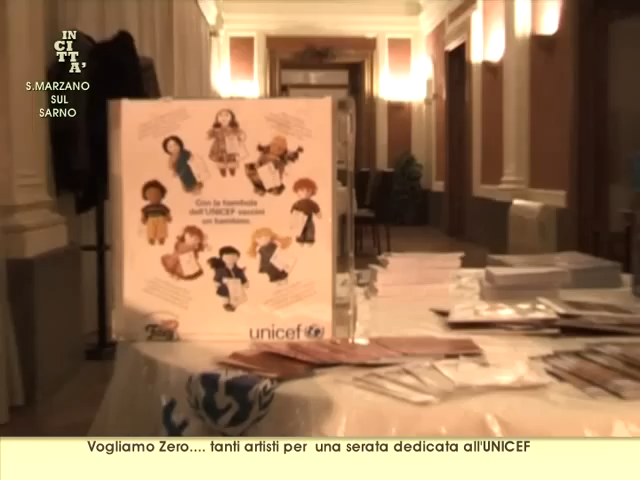 IN
CIT
TA'
S.MARZANO
SUL
SARNO
Con la bambola
dell'UNICEF vaccini
un bambino.
unicef
Vogliamo Zero.... tanti artisti per una serata dedicata all'UNICEF